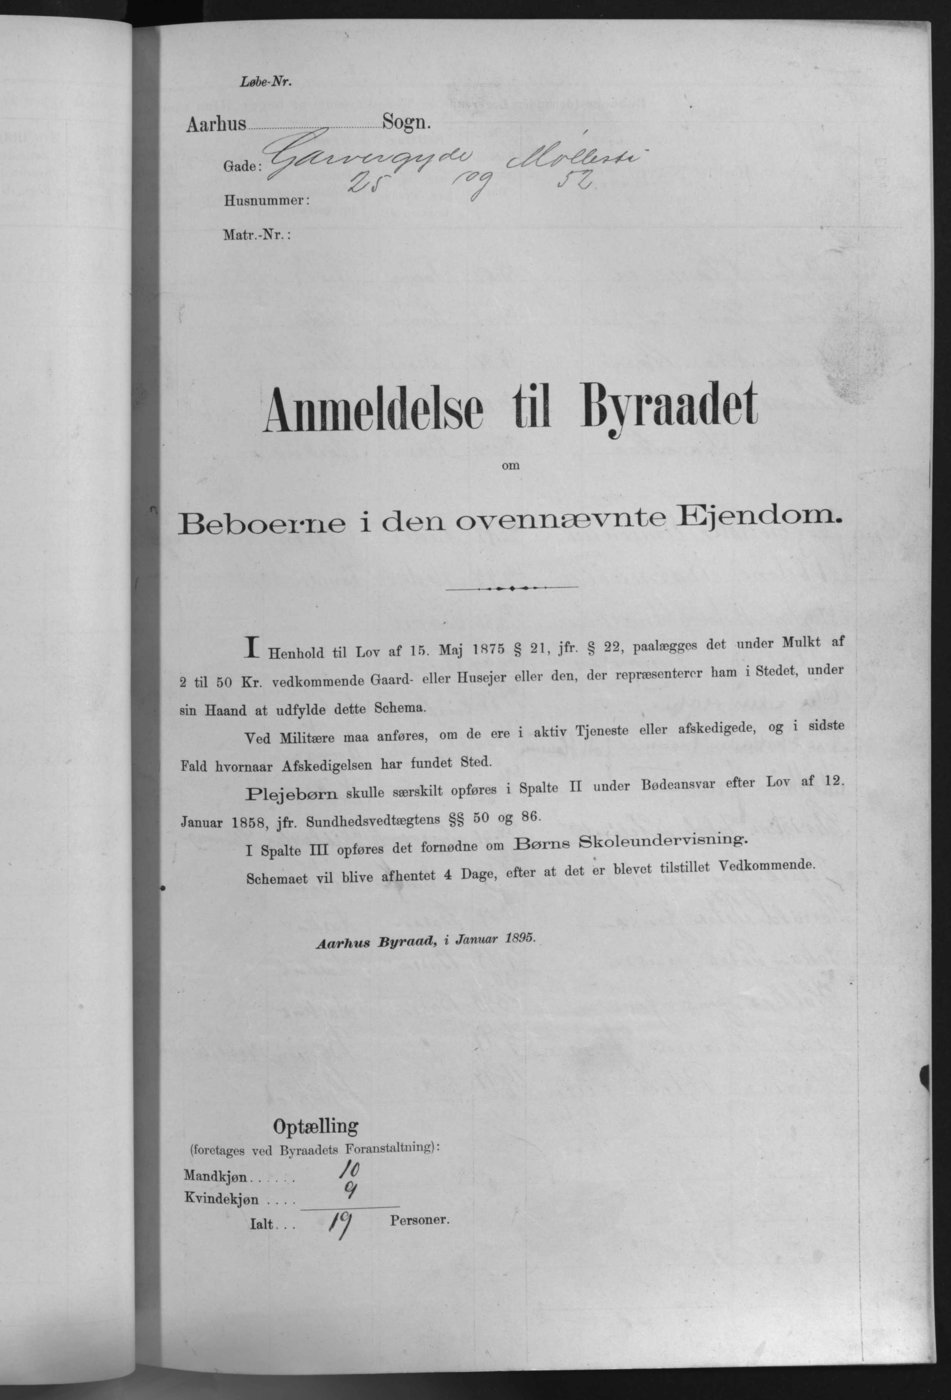 Løbe-Nr.
Aarhus Sogn.
Gade: Garvergyde Møllesti
25 og 52.
Husnummer:
Matr.-Nr.:
Anmeldelse til Byraadet
om
Beboerne i den ovennævnte Ejendom.
I Henhold til Lov af 15. Maj 1875 § 21, jfr. § 22, paalægges det under Mulkt af
2 til 50 Kr. vedkommende Gaard- eller Husejer eller den, der repræsenterer ham i Stedet, under
sin Haand at udfylde dette Schema.
Ved Militære maa anføres, om de ere i aktiv Tjeneste eller afskedigede, og i sidste
Fald hvornaar Afskedigelsen har fundet Sted.
Plejebørn skulle særskilt opføres i Spalte II under Bødeansvar efter Lov af 12.
Januar 1858, jfr. Sundhedsvedtægtens §§ 50 og 86.
I Spalte III opføres det fornødne om Børns Skoleundervisning.
Schemaet vil blive afhentet 4 Dage, efter at det er blevet tilstillet Vedkommende.
Aarhus Byraad, i Januar 1895.
Optælling
(foretages ved Byraadets Foranstaltning):
Mandkjøn...... 10
Kvindekjøn .... 9
Ialt... 19 Personer.